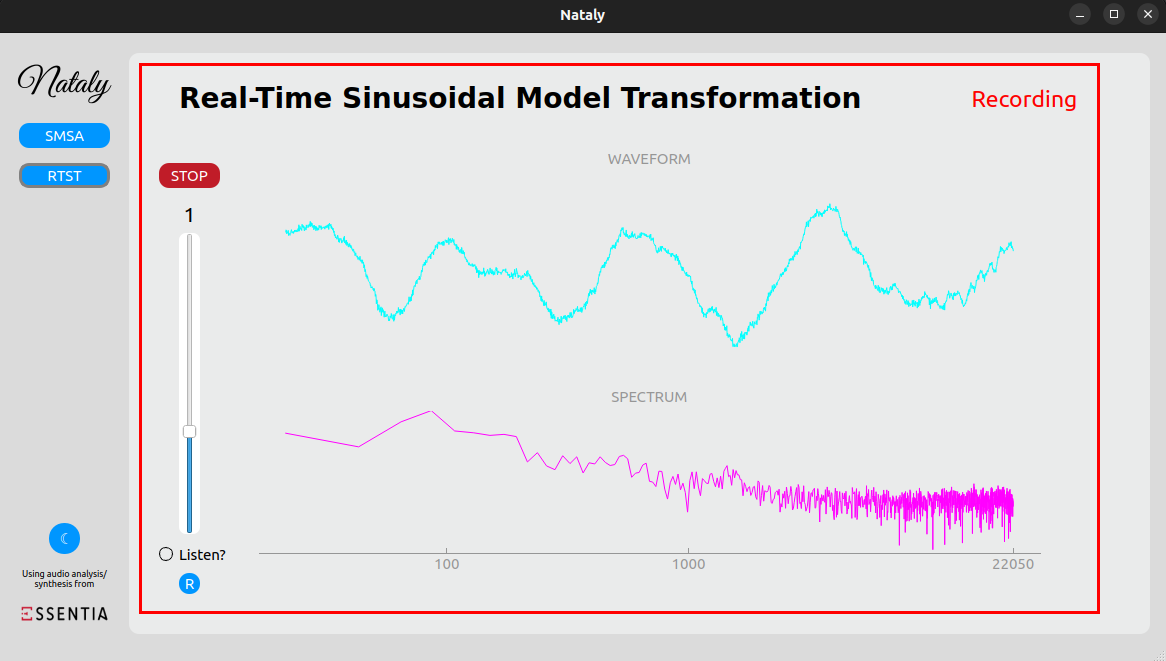 Nataly
Nataly
SMSA
RTST
Real-Time Sinusoidal Model Transformation
Recording
STOP
1
WAVEFORM
SPECTRUM
100
1000
22050
Listen?
R
Using audio analysis/
synthesis from
ESSENTIA